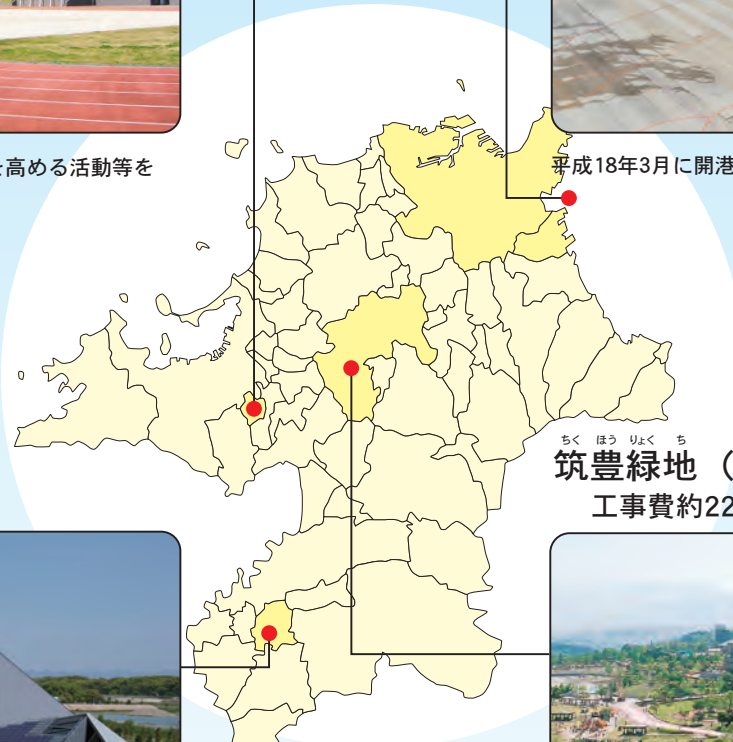 を高める活動等を
平成18年3月に開港
ちく ほう りょく ち
筑豊緑地（
工事費約22